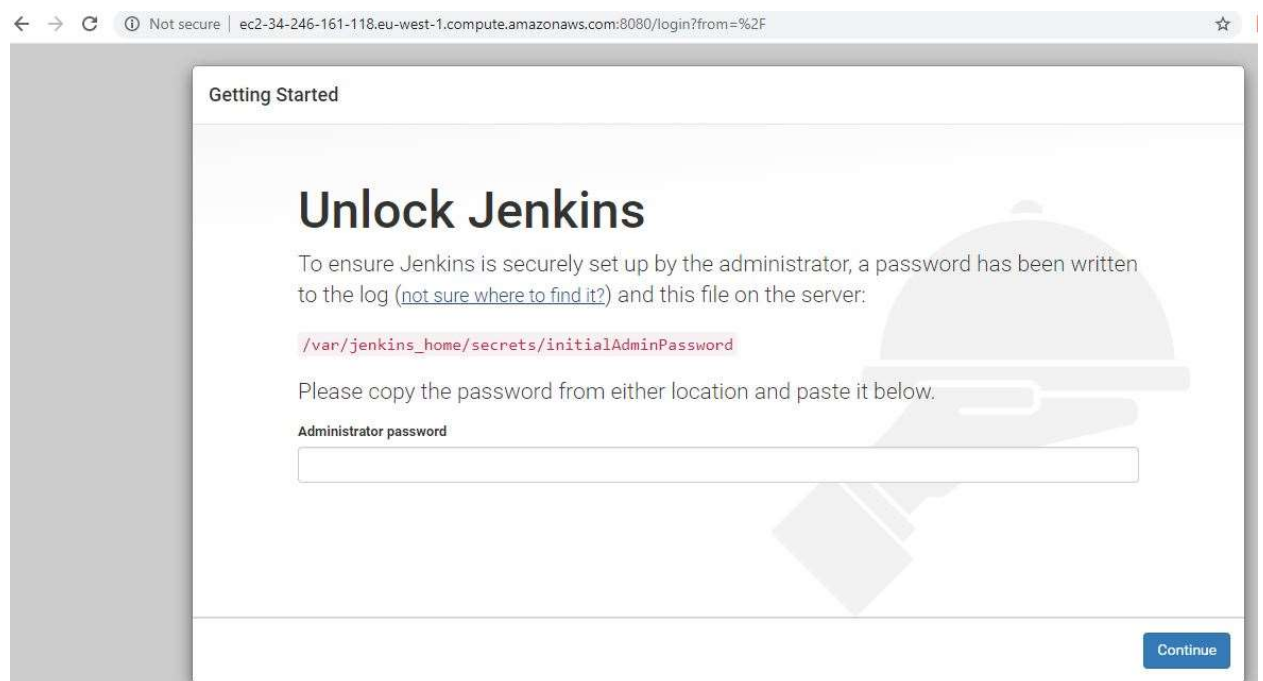 Not secure | ec2-34-246-161-118.eu-west-1.compute.amazonaws.com:8080/login?from=%2F
Getting Started
Unlock Jenkins
To ensure Jenkins is securely set up by the administrator, a password has been written
to the log (not sure where to find it?) and this file on the server:
/var/jenkins_home/secrets/initialAdminPassword
Please copy the password from either location and paste it below.
Administrator password
Continue